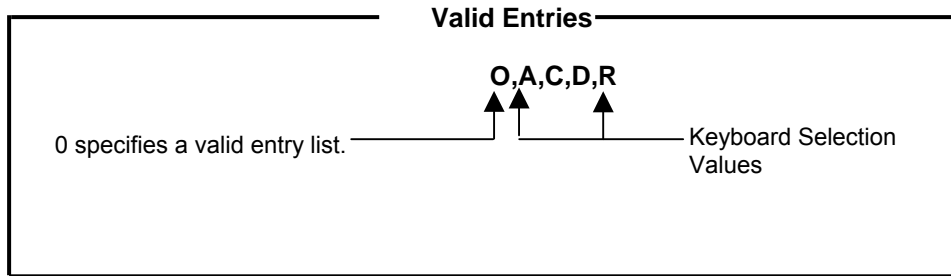 Valid Entries
O,A,C,D,R
0 specifies a valid entry list.
Keyboard Selection
Values